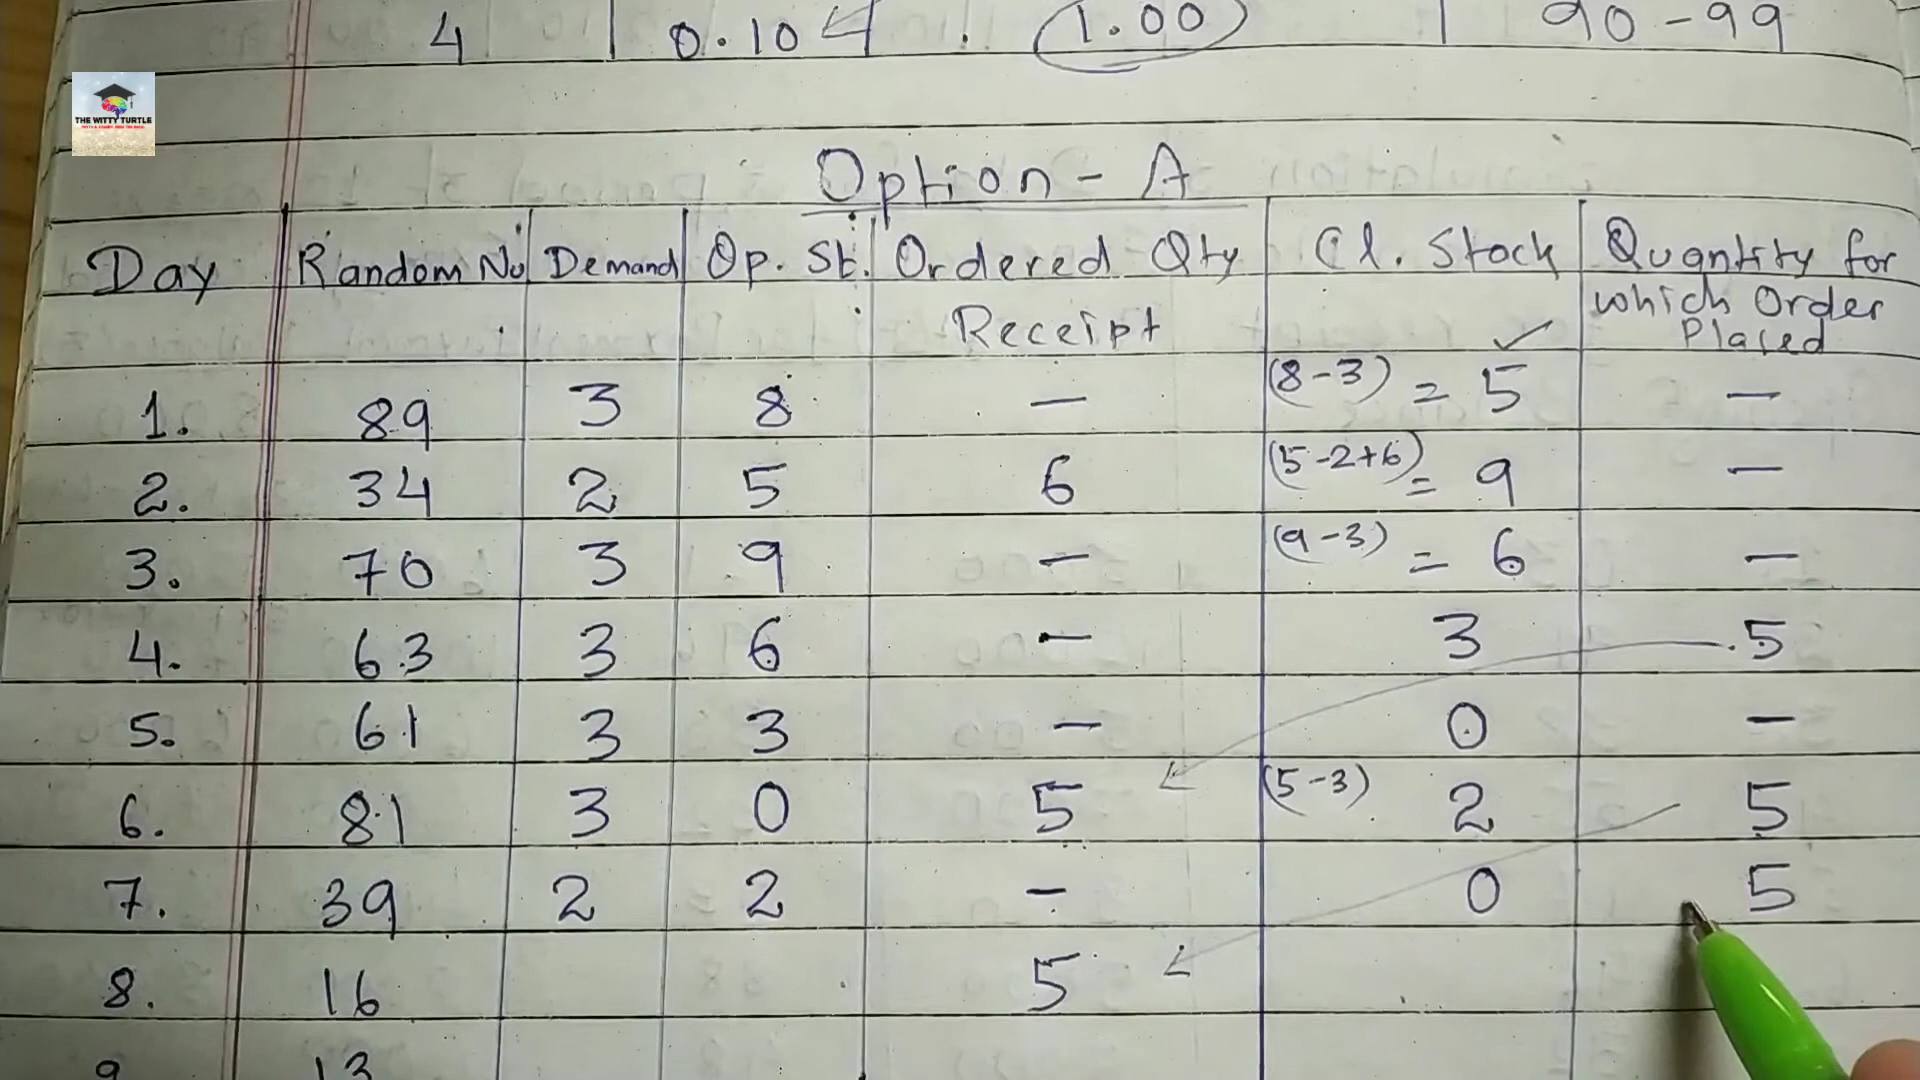 4 0.10 1.00 90-99
THE WITTY TURTLE
Option - A
Day Random No Demand Op. St. Ordered Qty Cl. Stock Quantity for
Receipt which Order
Placed
1. 89 3 8 — (8-3) = 5 —
2. 34 2 5 6 (5-2+6) = 9 —
3. 70 3 9 — (9-3) = 6 —
4. 63 3 6 — 3 5
5. 61 3 3 — 0 —
6. 81 3 0 5 (5-3) 2 5
7. 39 2 2 — 0 5
8. 16 5
9 13